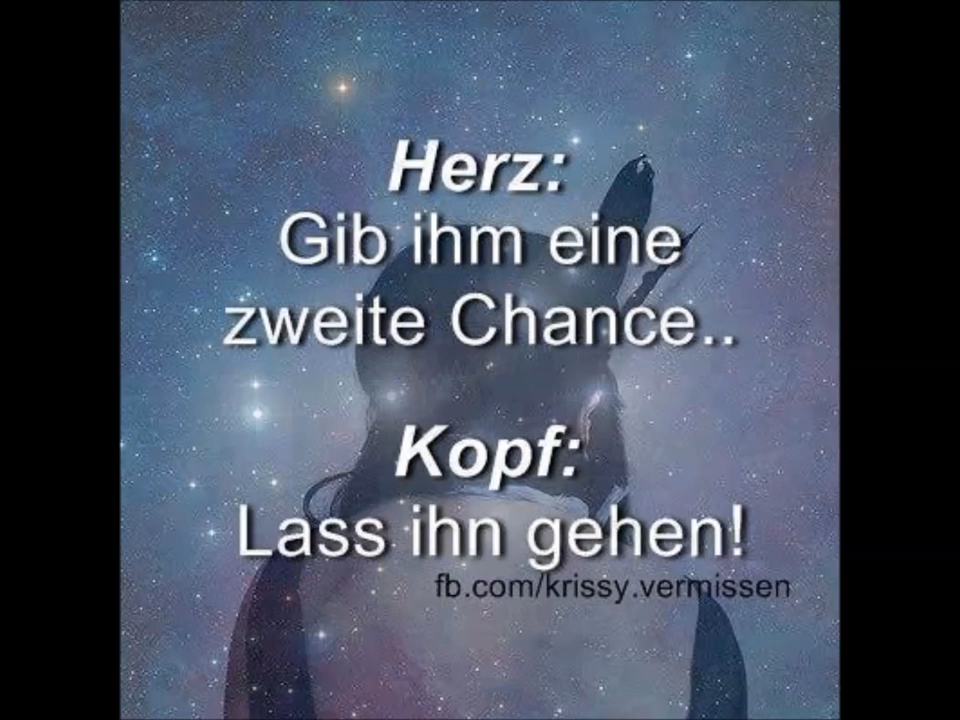 Herz:
Gib ihm eine
zweite Chance..
Kopf:
Lass ihn gehen!
fb.com/krissy.vermissen